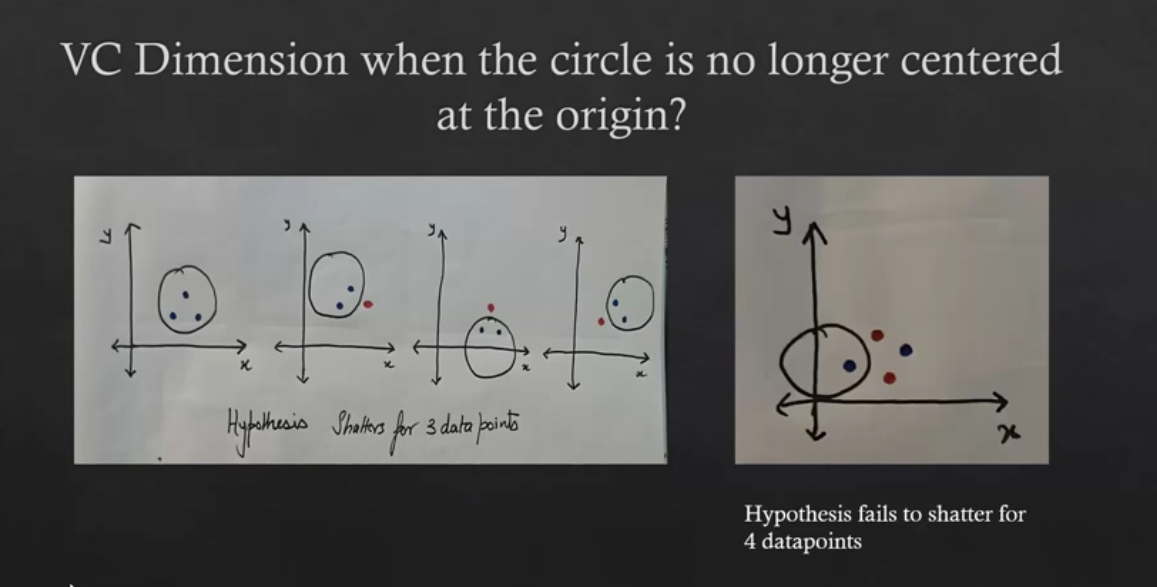 VC Dimension when the circle is no longer centered
at the origin?
y
x
y
x
y
x
y
x
Hypothesis Shatters for 3 data points
y
x
Hypothesis fails to shatter for
4 datapoints